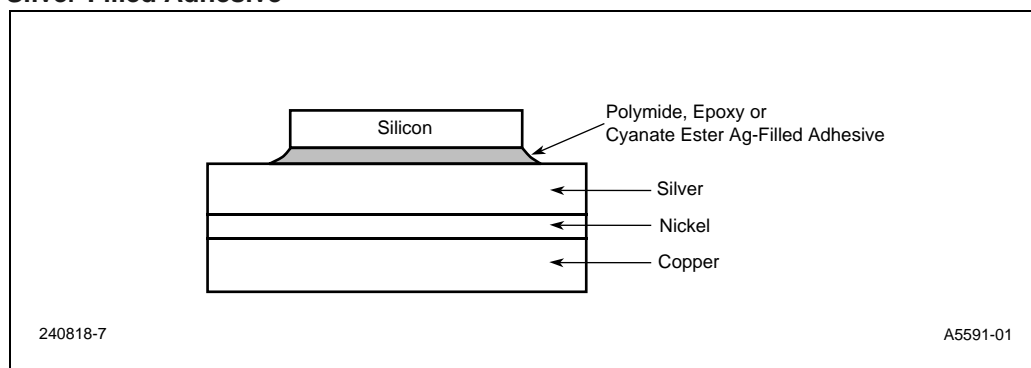 Silver-Filled Adhesive
Silicon
Polymide, Epoxy or
Cyanate Ester Ag-Filled Adhesive
Silver
Nickel
Copper
240818-7
A5591-01